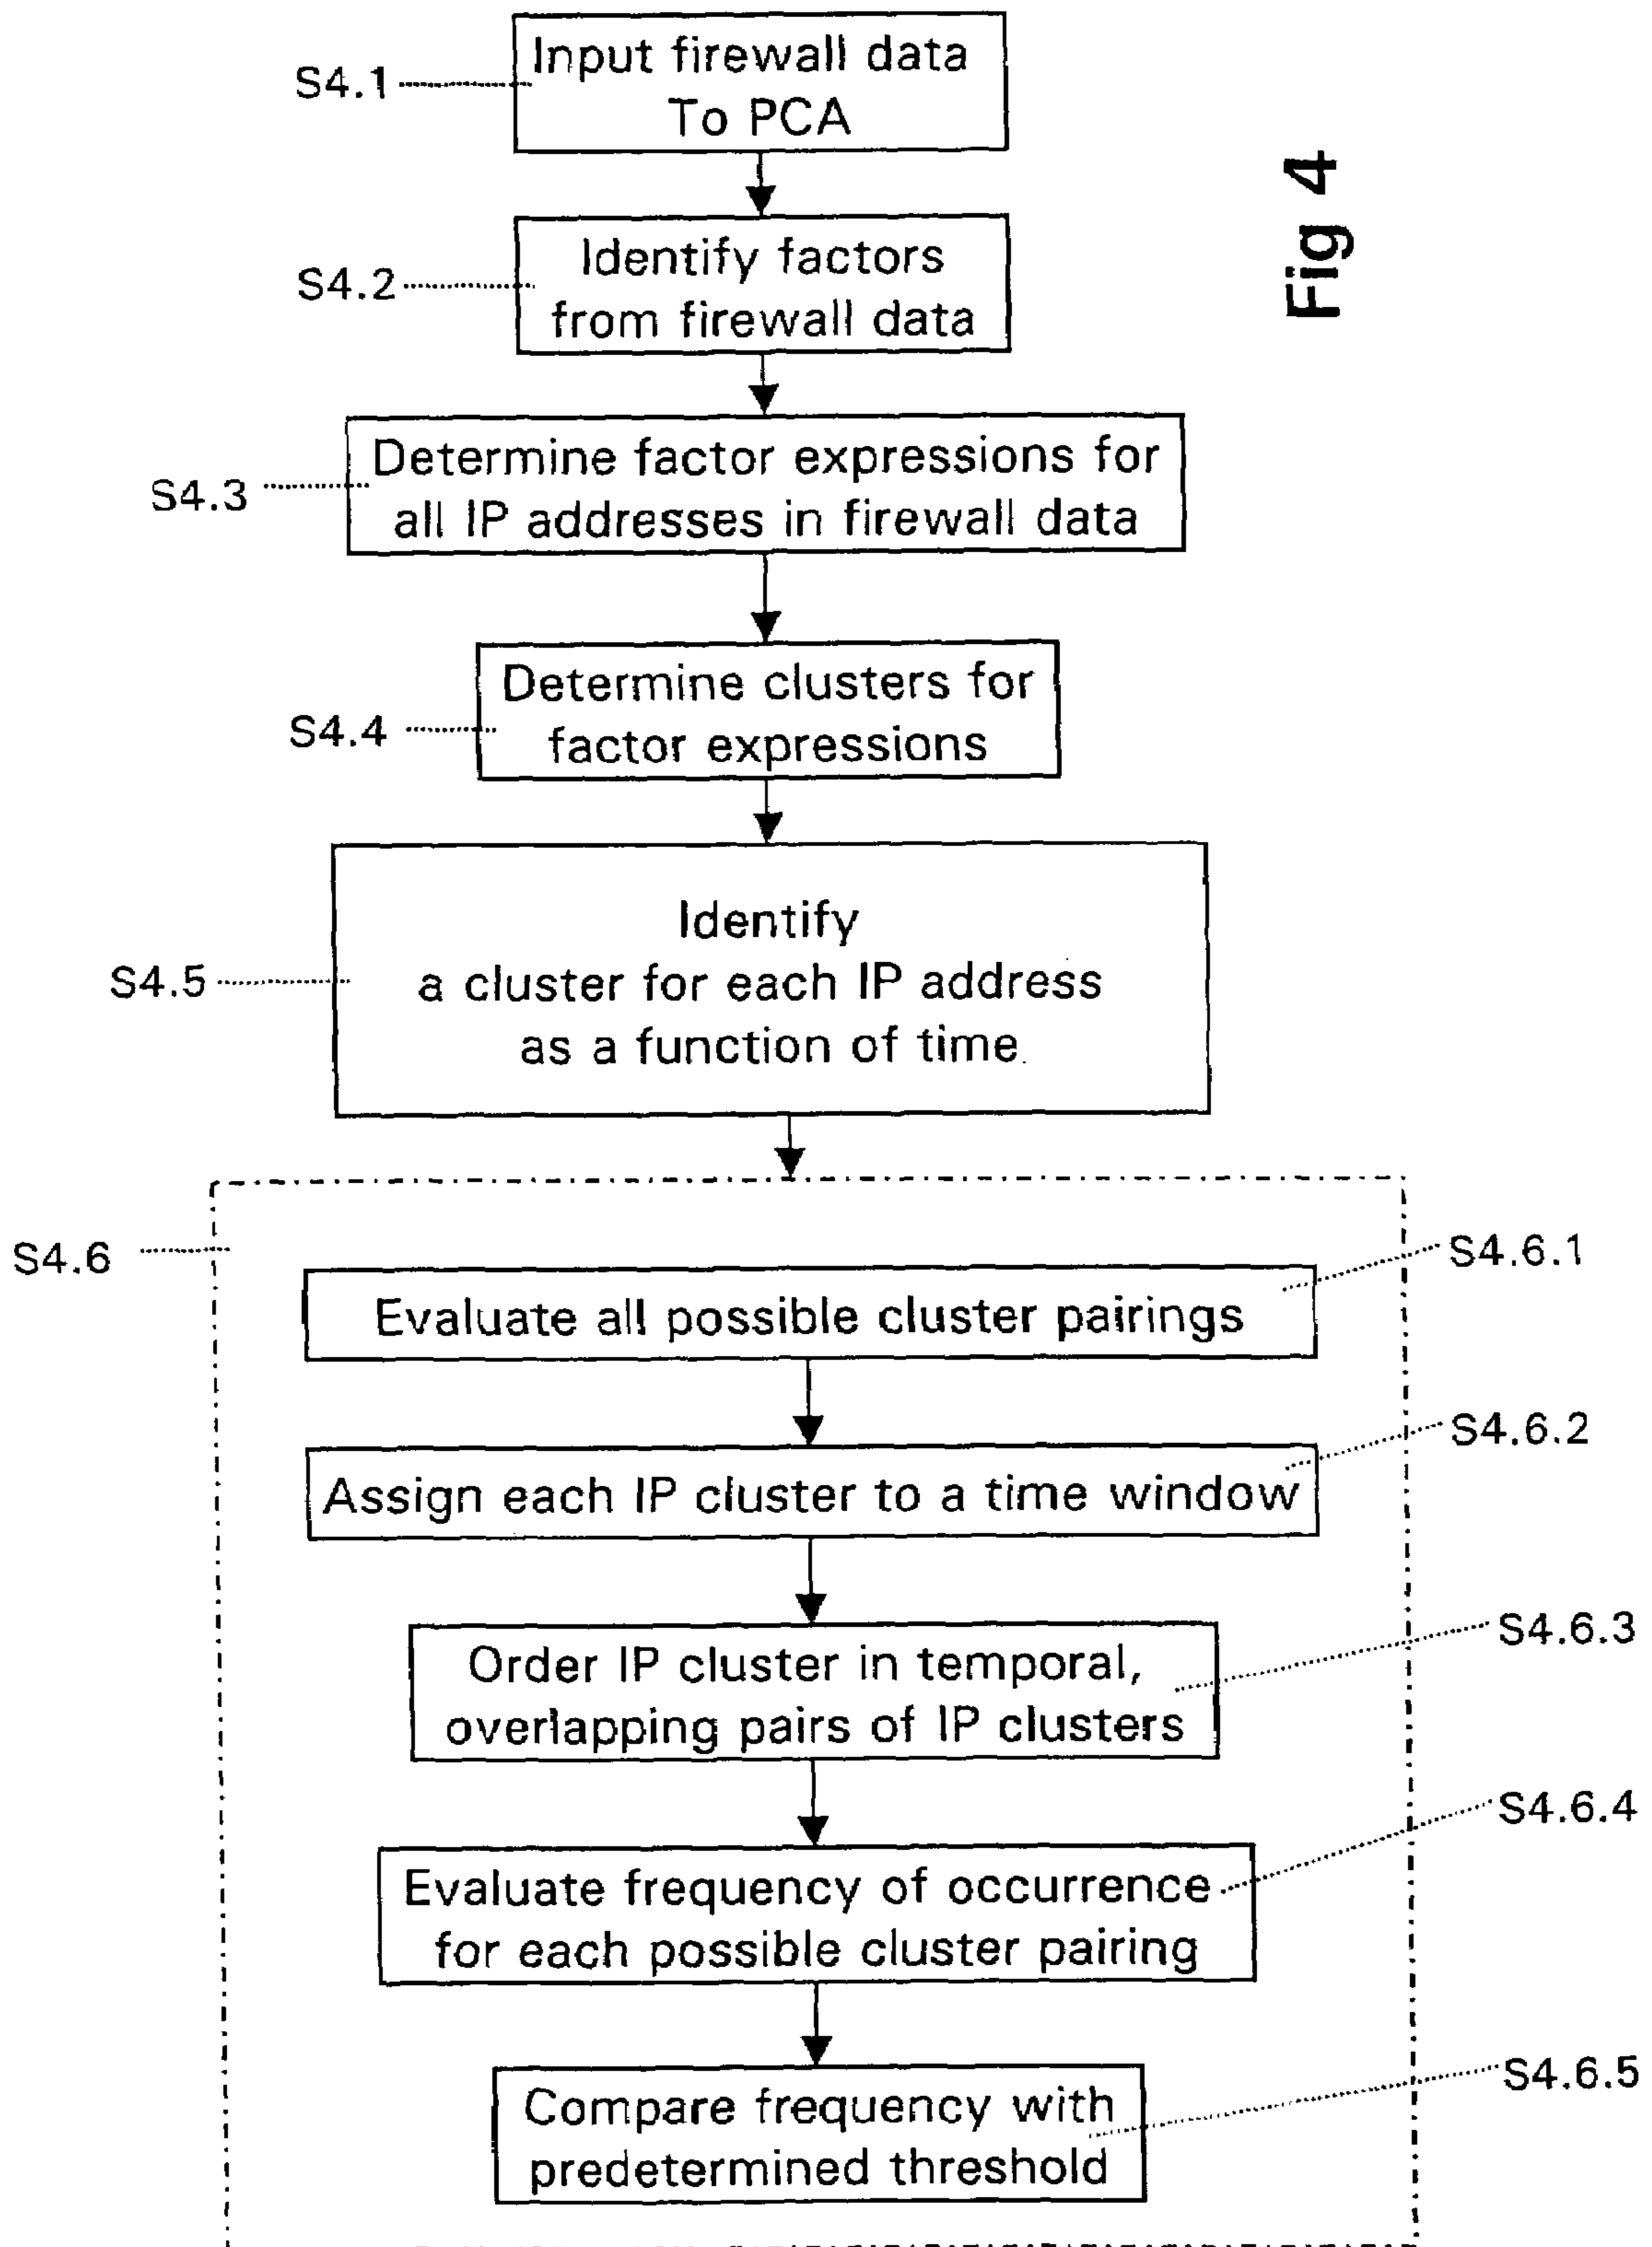 S4.1
Input firewall data
To PCA
Fig 4
S4.2
Identify factors
from firewall data
S4.3
Determine factor expressions for
all IP addresses in firewall data
S4.4
Determine clusters for
factor expressions
S4.5
Identify
a cluster for each IP address
as a function of time
S4.6
S4.6.1
Evaluate all possible cluster pairings
S4.6.2
Assign each IP cluster to a time window
S4.6.3
Order IP cluster in temporal,
overlapping pairs of IP clusters
S4.6.4
Evaluate frequency of occurrence
for each possible cluster pairing
S4.6.5
Compare frequency with
predetermined threshold